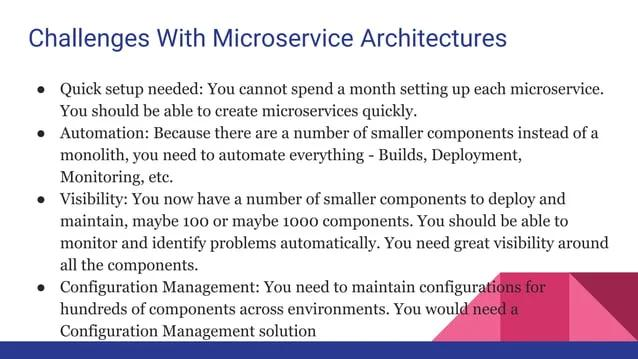 Challenges With Microservice Architectures
● Quick setup needed: You cannot spend a month setting up each microservice.
You should be able to create microservices quickly.
● Automation: Because there are a number of smaller components instead of a
monolith, you need to automate everything - Builds, Deployment,
Monitoring, etc.
● Visibility: You now have a number of smaller components to deploy and
maintain, maybe 100 or maybe 1000 components. You should be able to
monitor and identify problems automatically. You need great visibility around
all the components.
● Configuration Management: You need to maintain configurations for
hundreds of components across environments. You would need a
Configuration Management solution